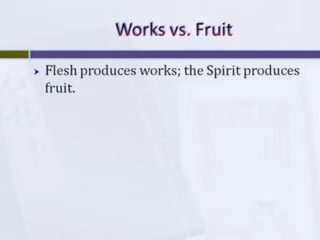 Works vs. Fruit
Flesh produces works; the Spirit produces
fruit.